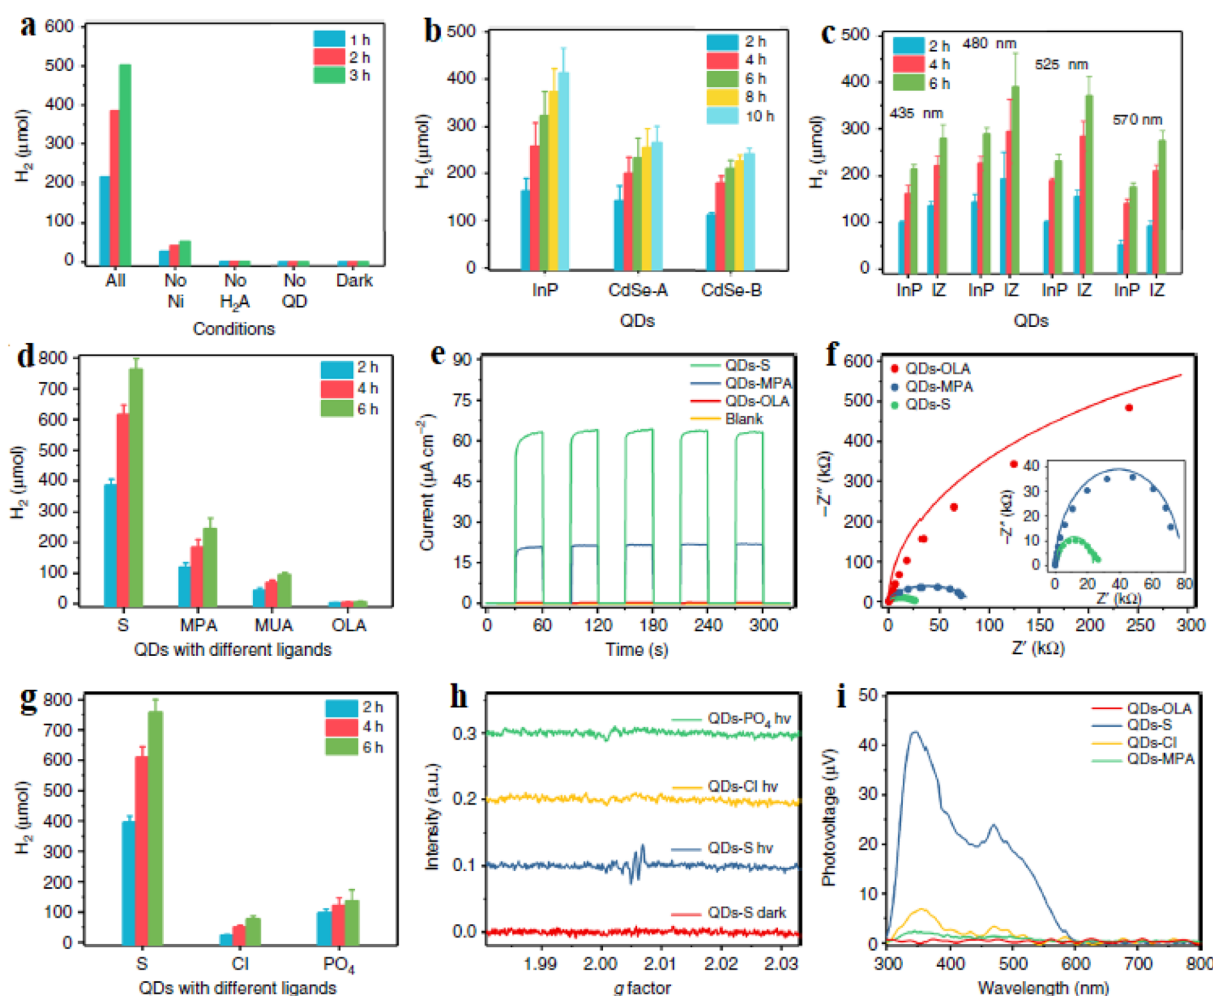 a
600
500
400
300
200
100
0
H₂ (μmol)
1 h
2 h
3 h
All
No Ni
No H₂A
No QD
Dark
Conditions
b
500
400
300
200
100
0
H₂ (μmol)
2 h
4 h
6 h
8 h
10 h
InP
CdSe-A
CdSe-B
QDs
c
500
400
300
200
100
0
H₂ (μmol)
2 h
4 h
6 h
435 nm
480 nm
525 nm
570 nm
InP IZ InP IZ InP IZ InP IZ
QDs
d
800
700
600
500
400
300
200
100
0
H₂ (μmol)
2 h
4 h
6 h
S
MPA
MUA
OLA
QDs with different ligands
e
90
75
60
45
30
15
0
Current (μA cm⁻²)
QDs-S
QDs-MPA
QDs-OLA
Blank
0 60 120 180 240 300
Time (s)
f
600
500
400
300
200
100
0
−Z″ (kΩ)
QDs-OLA
QDs-MPA
QDs-S
40
30
20
10
0
−Z″ (kΩ)
0 20 40 60 80
Z′ (kΩ)
0 50 100 150 200 250 300
Z′ (kΩ)
g
800
700
600
500
400
300
200
100
0
H₂ (μmol)
2 h
4 h
6 h
S
Cl
PO₄
QDs with different ligands
h
0.3
0.2
0.1
0.0
Intensity (a.u.)
QDs-PO₄ hv
QDs-Cl hv
QDs-S hv
QDs-S dark
1.99 2.00 2.01 2.02 2.03
g factor
i
50
40
30
20
10
0
Photovoltage (μV)
QDs-OLA
QDs-S
QDs-Cl
QDs-MPA
300 400 500 600 700 800
Wavelength (nm)